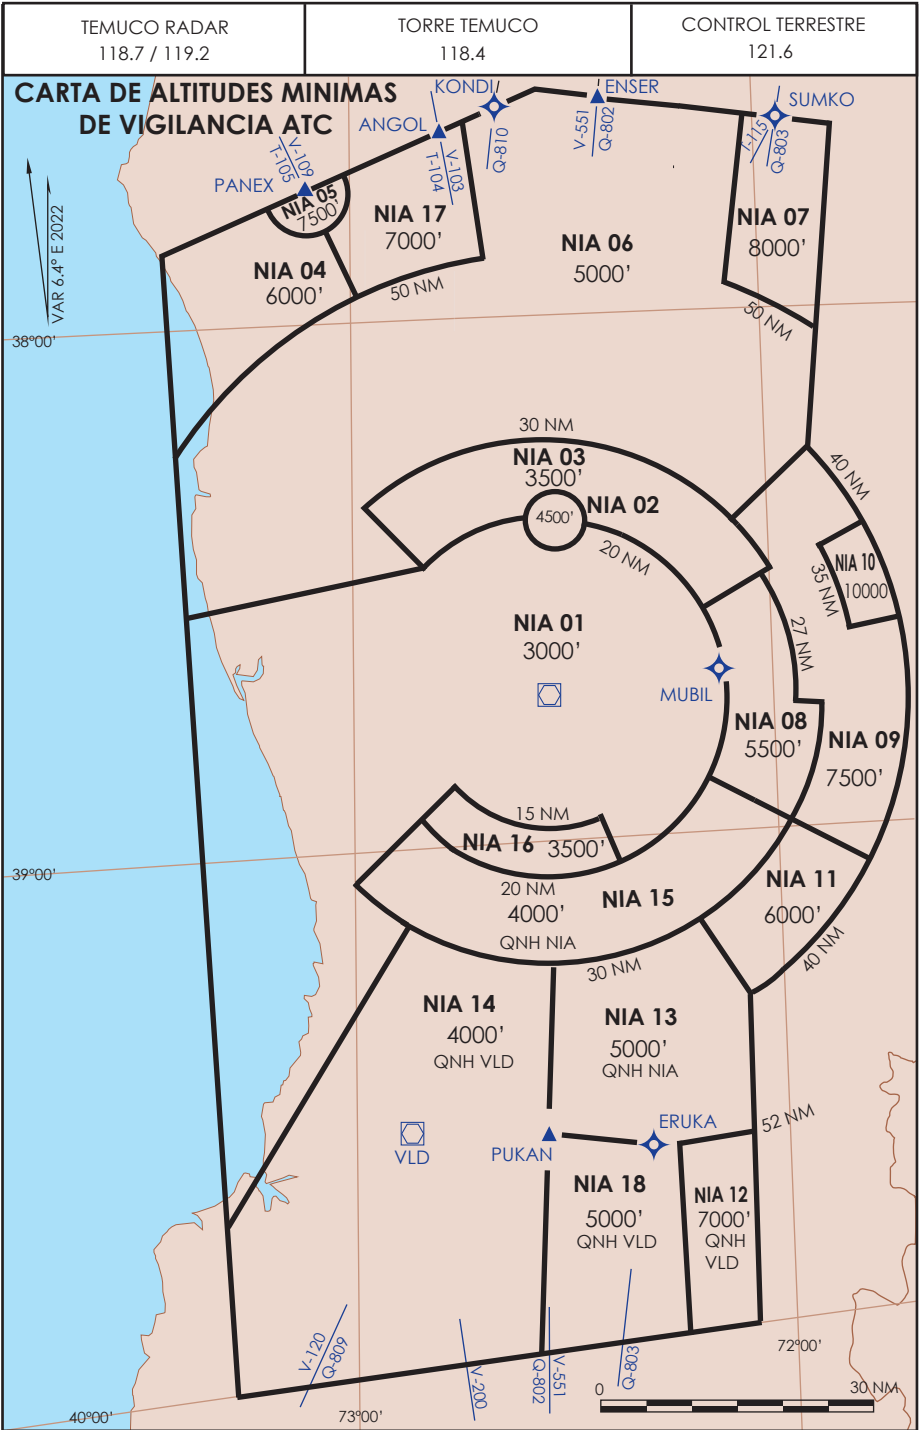 TEMUCO RADAR
118.7 / 119.2
TORRE TEMUCO
118.4
CONTROL TERRESTRE
121.6
CARTA DE ALTITUDES MINIMAS
DE VIGILANCIA ATC
KONDI
ENSER
SUMKO
ANGOL
PANEX
V-109
T-105
V-103
T-104
Q-810
V-551
Q-802
T-115
Q-803
VAR 6.4° E 2022
NIA 05
7500'
NIA 17
7000'
NIA 04
6000'
NIA 06
5000'
NIA 07
8000'
50 NM
50 NM
38°00'
30 NM
NIA 03
3500'
NIA 02
4500'
20 NM
40 NM
NIA 10
10000
35 NM
27 NM
NIA 01
3000'
MUBIL
NIA 08
5500'
NIA 09
7500'
15 NM
NIA 16
3500'
39°00'
20 NM
4000'
QNH NIA
NIA 15
NIA 11
6000'
40 NM
30 NM
NIA 14
4000'
QNH VLD
NIA 13
5000'
QNH NIA
VLD
PUKAN
ERUKA
52 NM
NIA 18
5000'
QNH VLD
NIA 12
7000'
QNH
VLD
V-120
Q-809
V-200
Q-802
V-551
Q-803
72°00'
0
30 NM
40°00'
73°00'